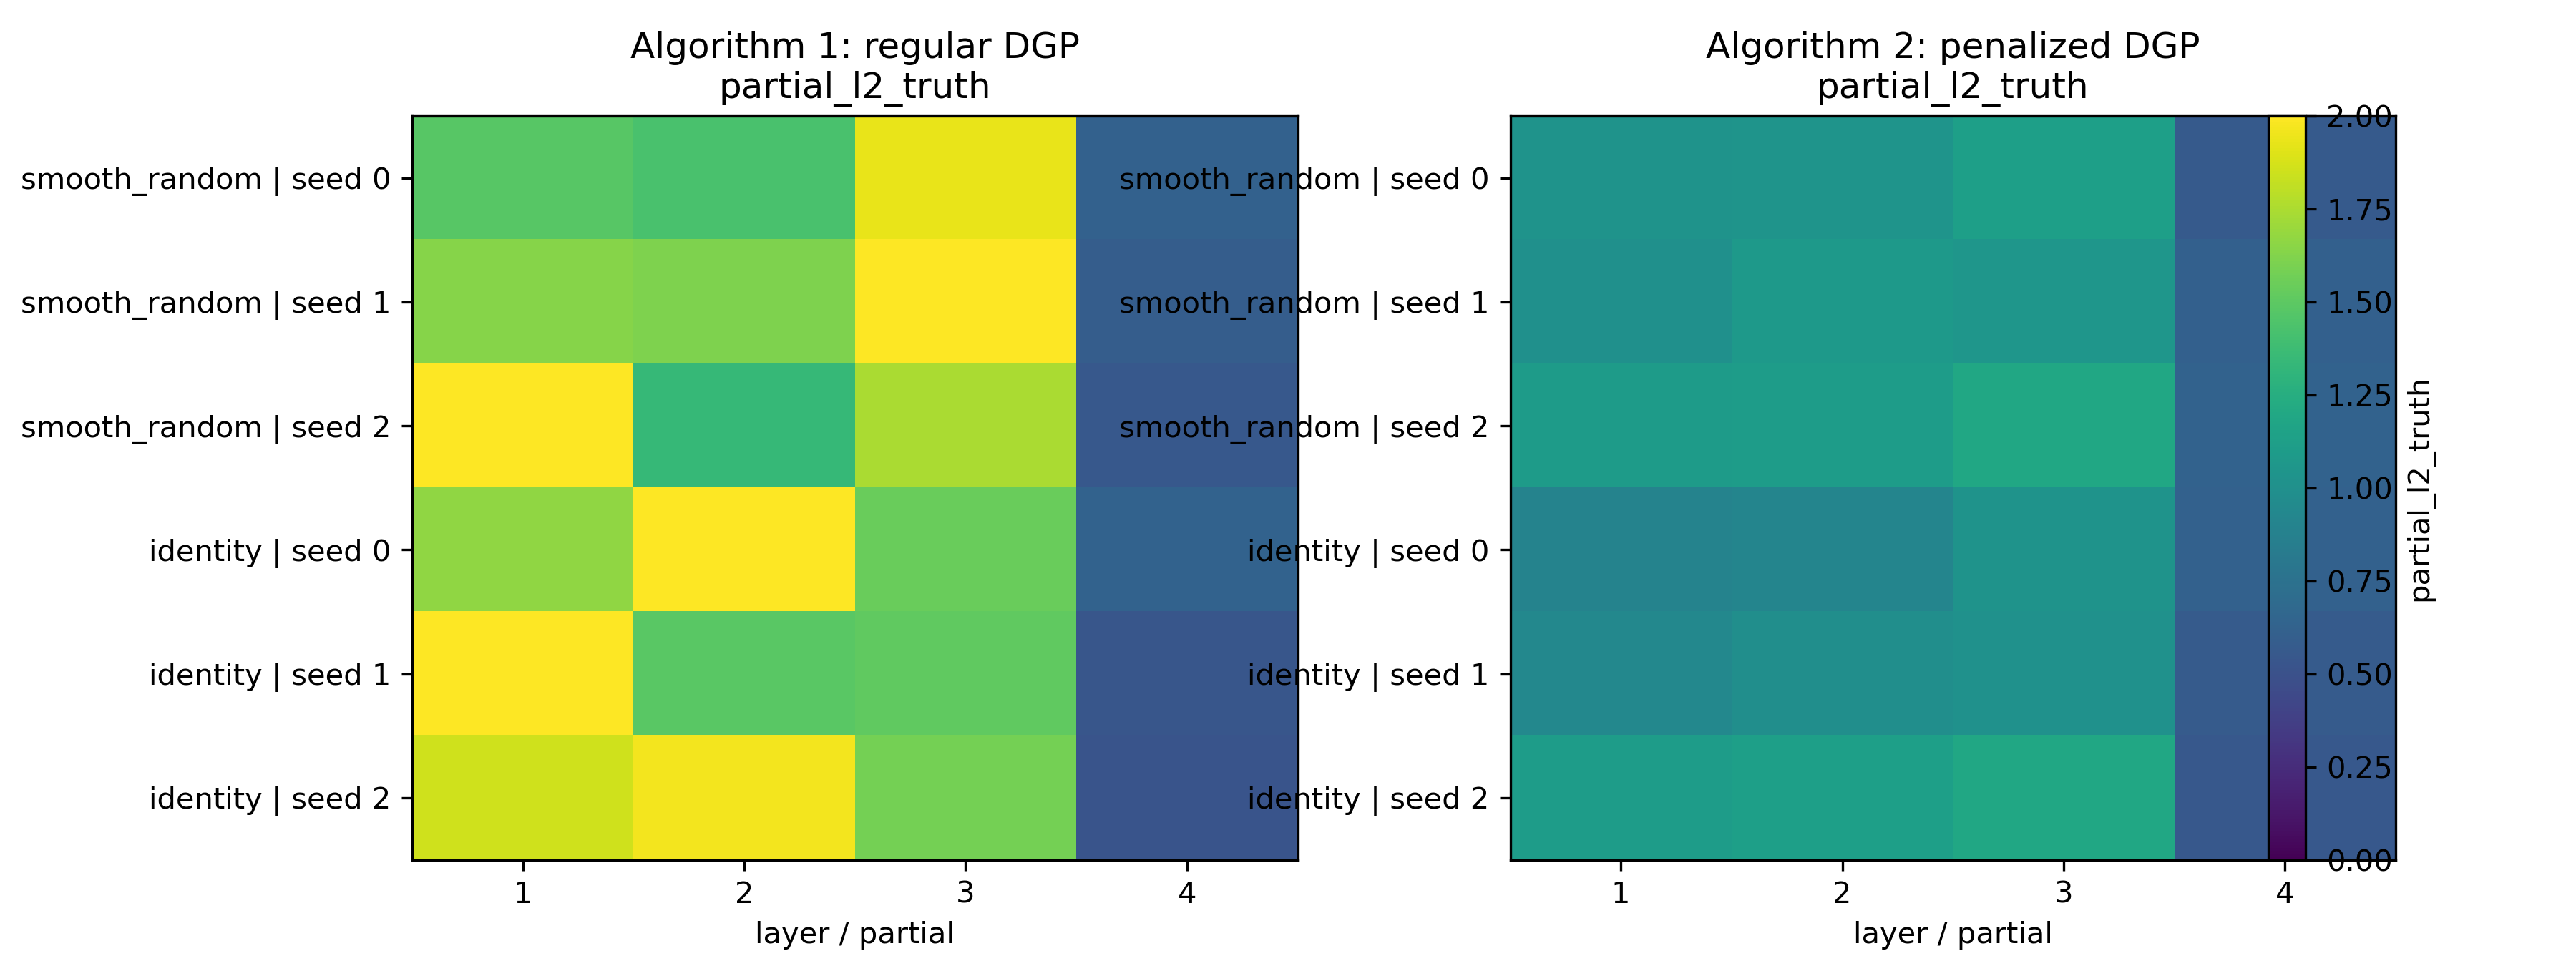 Algorithm 1: regular DGP
partial_l2_truth
smooth_random | seed 0
smooth_random | seed 1
smooth_random | seed 2
identity | seed 0
identity | seed 1
identity | seed 2
1 2 3 4
layer / partial
Algorithm 2: penalized DGP
partial_l2_truth
smooth_random | seed 0
smooth_random | seed 1
smooth_random | seed 2
identity | seed 0
identity | seed 1
identity | seed 2
1 2 3 4
layer / partial
2.00
1.75
1.50
1.25
1.00
0.75
0.50
0.25
0.00
partial_l2_truth